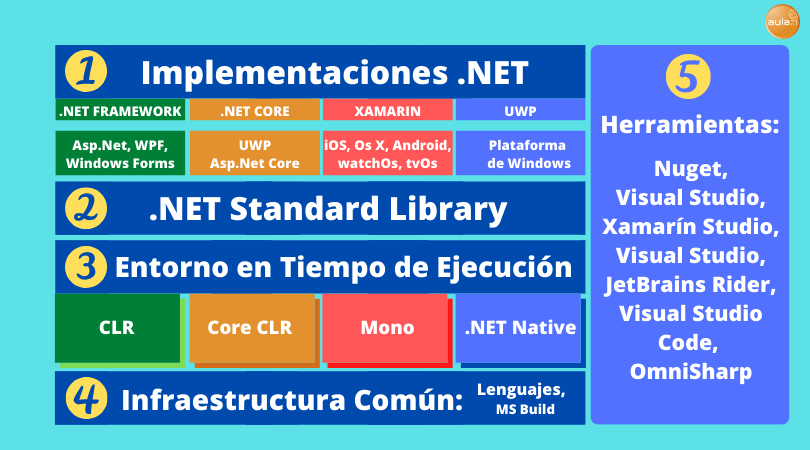 aula21
1 Implementaciones .NET
.NET FRAMEWORK
.NET CORE
XAMARIN
UWP
Asp.Net, WPF,
Windows Forms
UWP
Asp.Net Core
iOS, Os X, Android,
watchOs, tvOs
Plataforma
de Windows
2 .NET Standard Library
3 Entorno en Tiempo de Ejecución
CLR
Core CLR
Mono
.NET Native
4 Infraestructura Común:
Lenguajes,
MS Build
5
Herramientas:
Nuget,
Visual Studio,
Xamarín Studio,
Visual Studio,
JetBrains Rider,
Visual Studio
Code,
OmniSharp